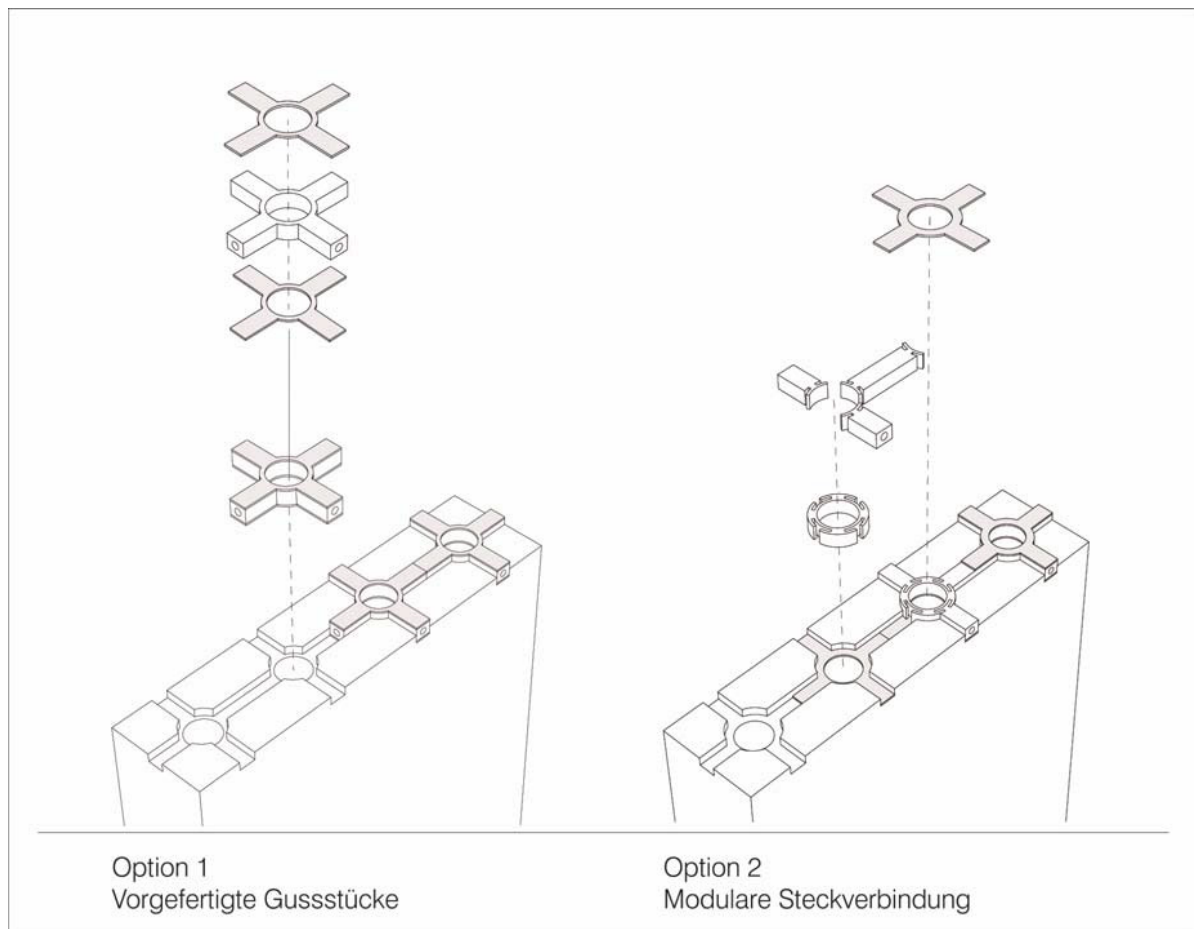 Option 1
Vorgefertigte Gussstücke
Option 2
Modulare Steckverbindung